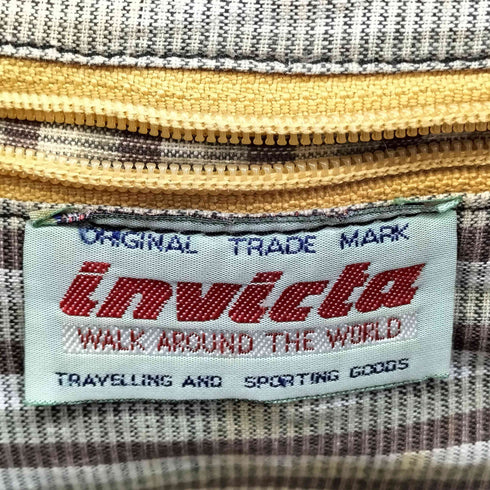 ORIGINAL TRADE MARK
invicta
WALK AROUND THE WORLD
TRAVELLING AND SPORTING GOODS